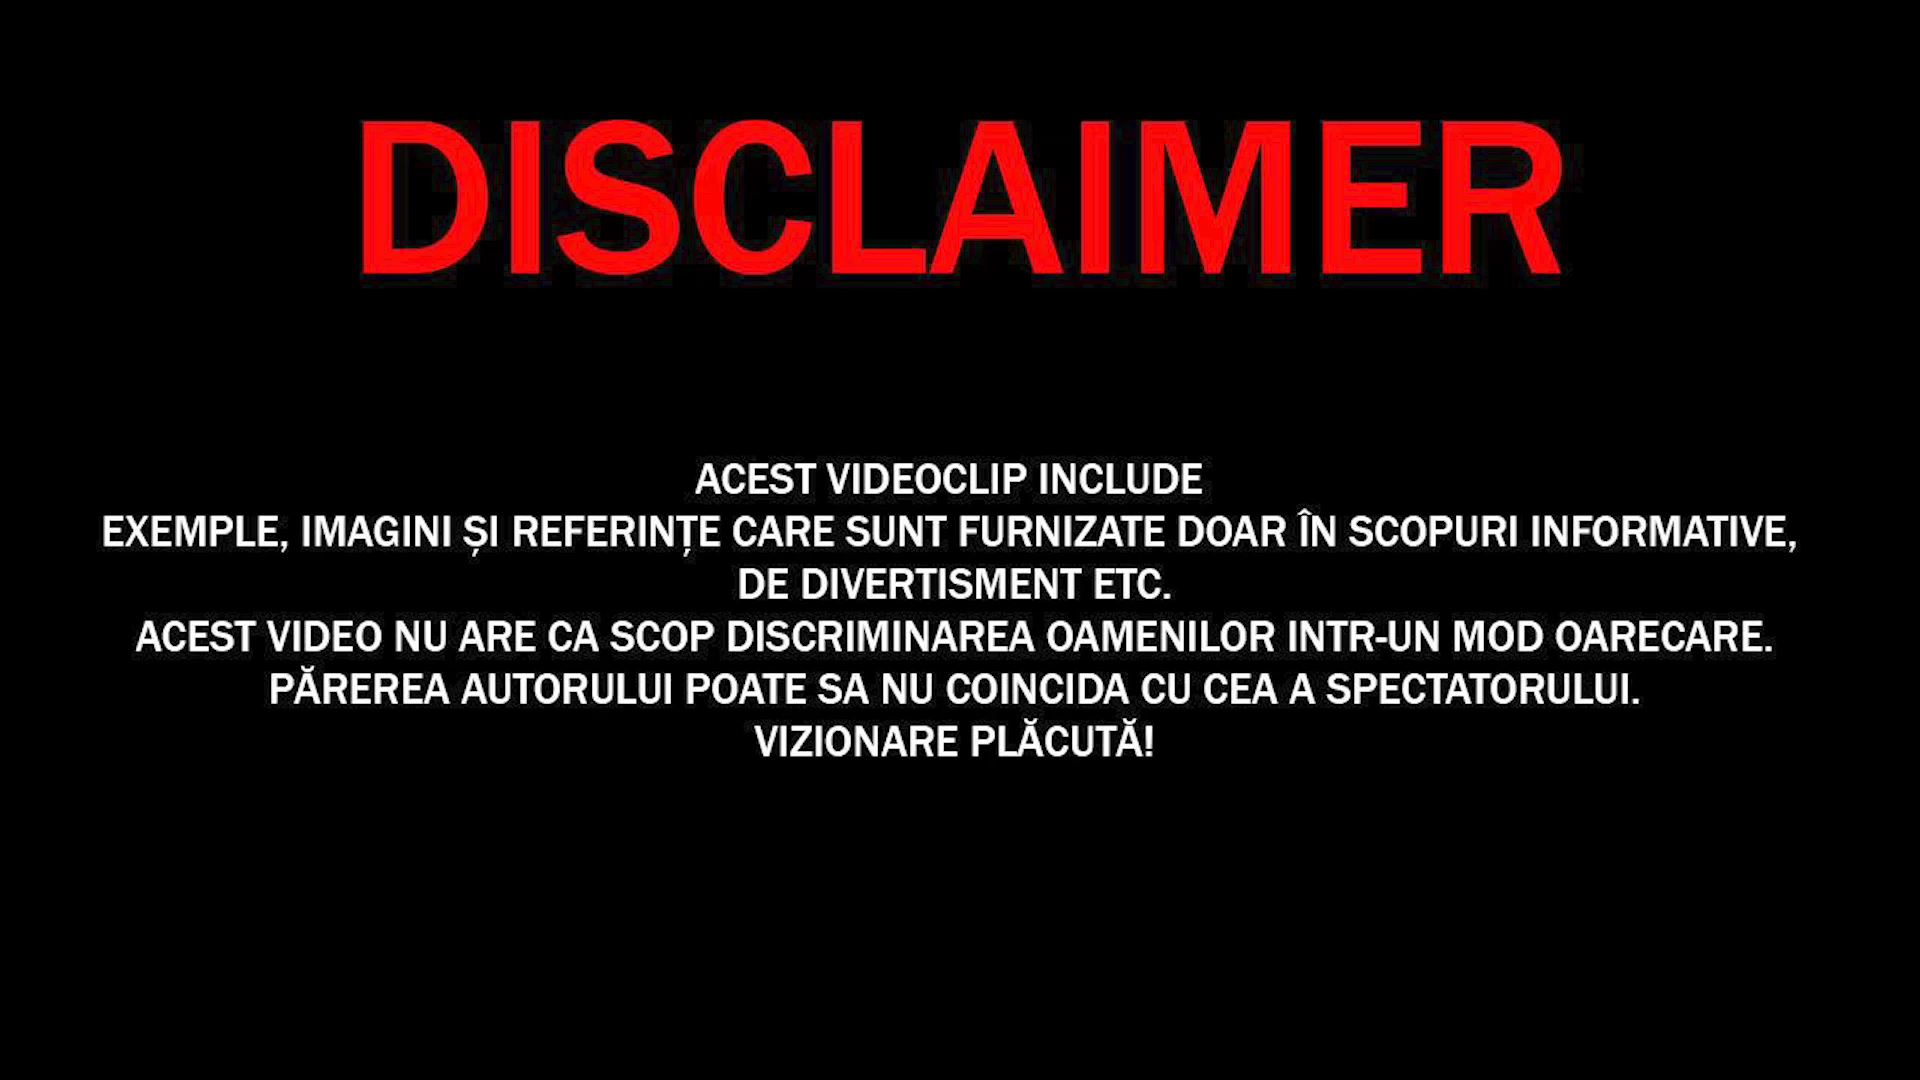 DISCLAIMER
ACEST VIDEOCLIP INCLUDE
EXEMPLE, IMAGINI ȘI REFERINȚE CARE SUNT FURNIZATE DOAR ÎN SCOPURI INFORMATIVE,
DE DIVERTISMENT ETC.
ACEST VIDEO NU ARE CA SCOP DISCRIMINAREA OAMENILOR INTR-UN MOD OARECARE.
PĂREREA AUTORULUI POATE SA NU COINCIDA CU CEA A SPECTATORULUI.
VIZIONARE PLĂCUTĂ!